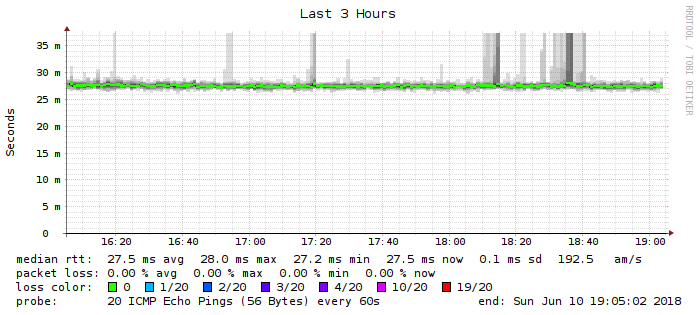 Last 3 Hours
RRDTOOL / TOBI OETIKER
Seconds
35 m
30 m
25 m
20 m
15 m
10 m
5 m
0
16:20 16:40 17:00 17:20 17:40 18:00 18:20 18:40 19:00
median rtt: 27.5 ms avg 28.0 ms max 27.2 ms min 27.5 ms now 0.1 ms sd 192.5 am/s
packet loss: 0.00 % avg 0.00 % max 0.00 % min 0.00 % now
loss color: 0 1/20 2/20 3/20 4/20 10/20 19/20
probe: 20 ICMP Echo Pings (56 Bytes) every 60s end: Sun Jun 10 19:05:02 2018